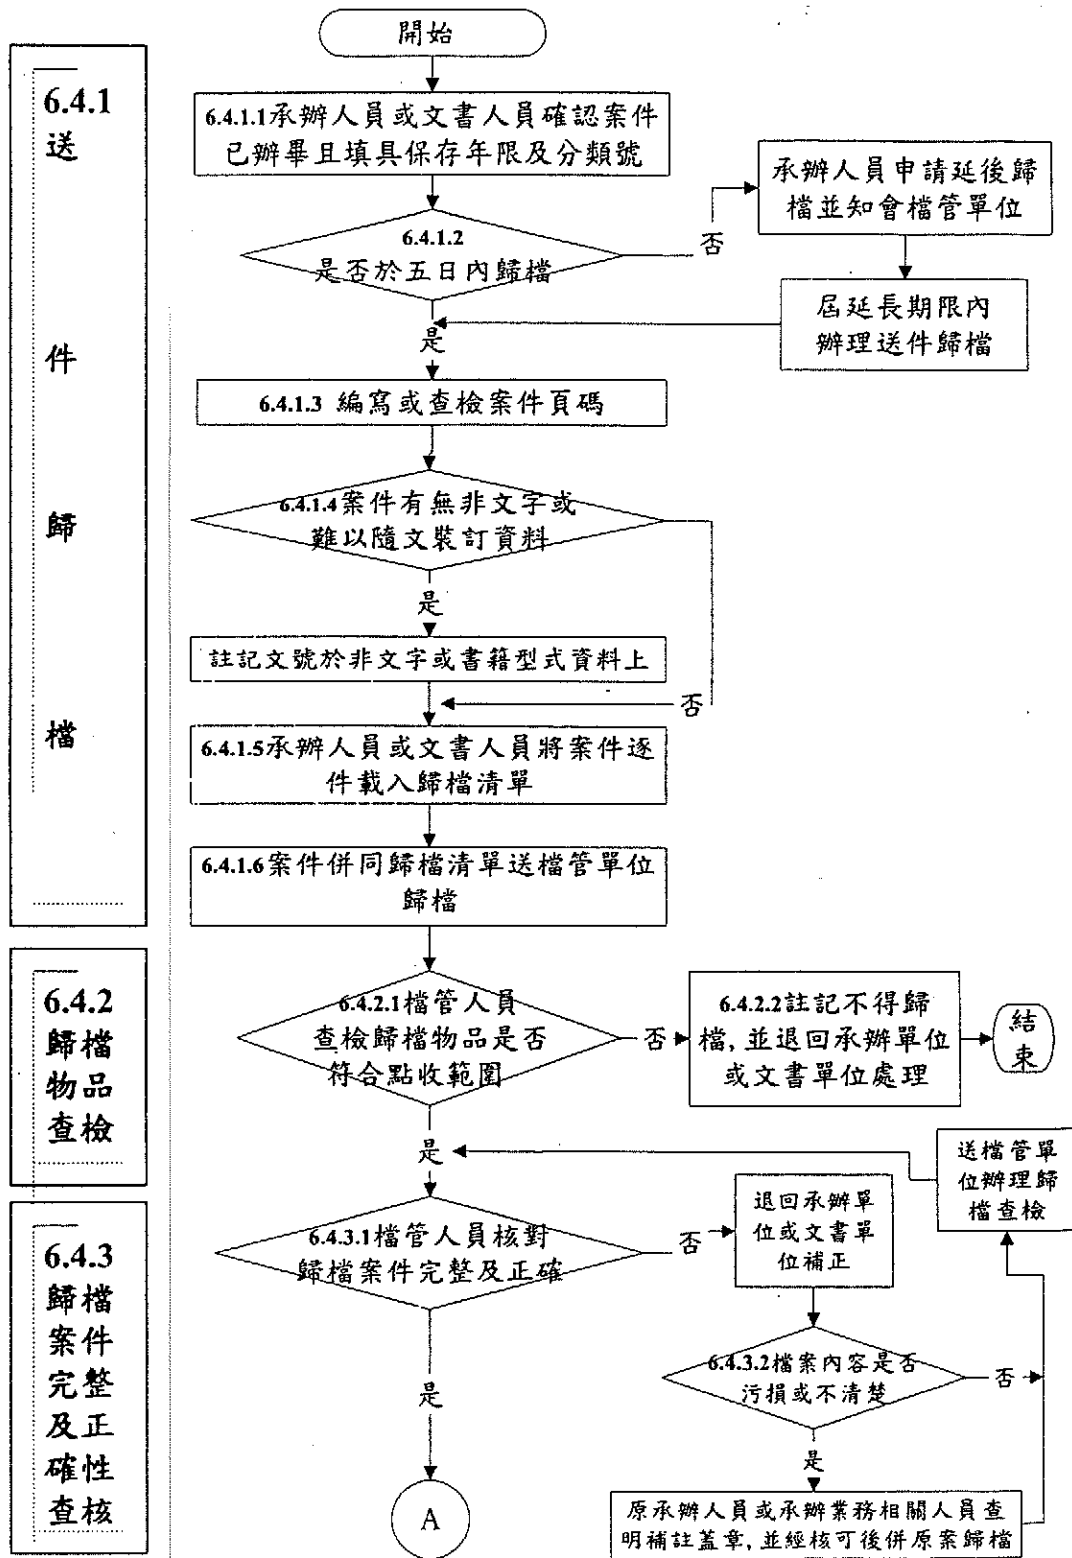 開始
6.4.1
送
件
歸
檔
6.4.1.1承辦人員或文書人員確認案件
已辦畢且填具保存年限及分類號
承辦人員申請延後歸
檔並知會檔管單位
6.4.1.2
是否於五日內歸檔
否
屆延長期限內
辦理送件歸檔
是
6.4.1.3 編寫或查檢案件頁碼
6.4.1.4案件有無非文字或
難以隨文裝訂資料
是
註記文號於非文字或書籍型式資料上
否
6.4.1.5承辦人員或文書人員將案件逐
件載入歸檔清單
6.4.1.6案件併同歸檔清單送檔管單位
歸檔
6.4.2
歸檔
物品
查檢
6.4.2.1檔管人員
查檢歸檔物品是否
符合點收範圍
否
6.4.2.2註記不得歸
檔,並退回承辦單位
或文書單位處理
結
束
是
送檔管單
位辦理歸
檔查檢
6.4.3
歸檔
案件
完整
及正
確性
查核
6.4.3.1檔管人員核對
歸檔案件完整及正確
否
退回承辦單
位或文書單
位補正
6.4.3.2檔案內容是否
污損或不清楚
否
是
是
A
原承辦人員或承辦業務相關人員查
明補註蓋章,並經核可後併原案歸檔